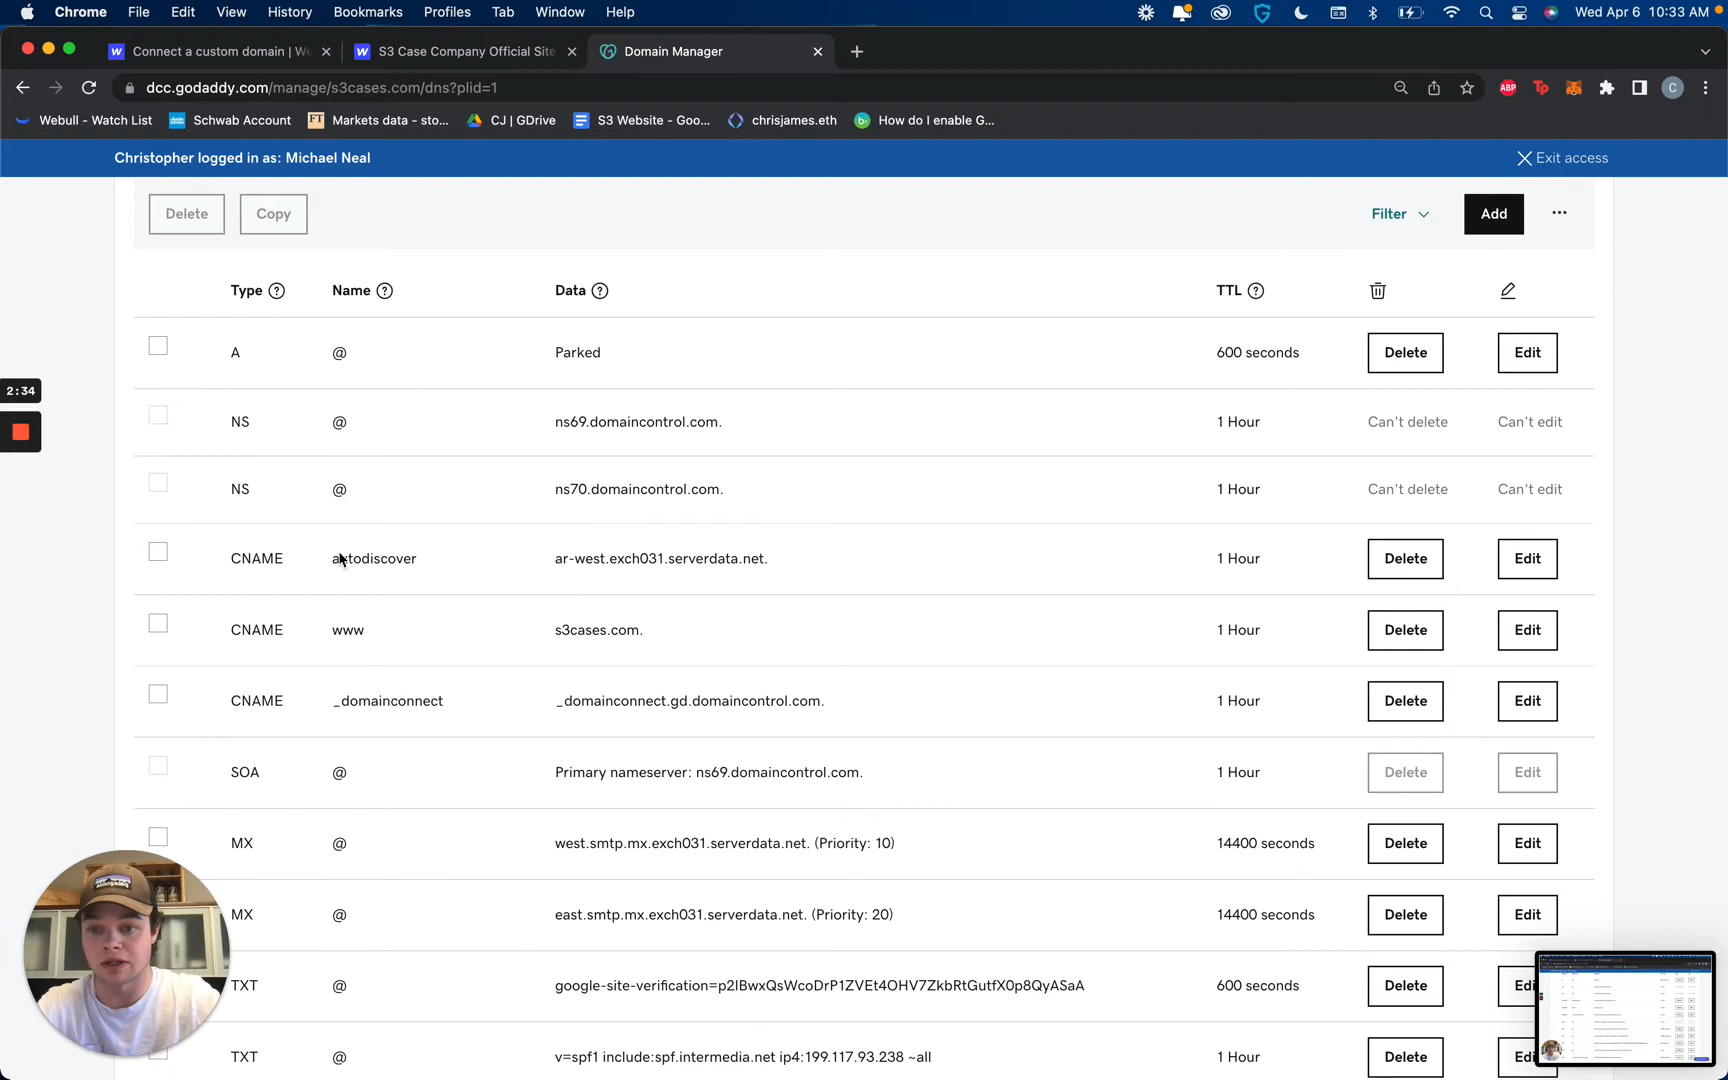 Chrome File Edit View History Bookmarks Profiles Tab Window Help Wed Apr 6 10:33 AM
Connect a custom domain | We S3 Case Company Official Site Domain Manager
dcc.godaddy.com/manage/s3cases.com/dns?plid=1 ABP Tp C
Webull - Watch List Schwab Account FT Markets data - sto... CJ | GDrive S3 Website - Goo... chrisjames.eth How do I enable G...
Christopher logged in as: Michael Neal Exit access
Delete Copy Filter Add ...
Type Name Data TTL
A @ Parked 600 seconds Delete Edit
2:34
NS @ ns69.domaincontrol.com. 1 Hour Can't delete Can't edit
NS @ ns70.domaincontrol.com. 1 Hour Can't delete Can't edit
CNAME autodiscover ar-west.exch031.serverdata.net. 1 Hour Delete Edit
CNAME www s3cases.com. 1 Hour Delete Edit
CNAME _domainconnect _domainconnect.gd.domaincontrol.com. 1 Hour Delete Edit
SOA @ Primary nameserver: ns69.domaincontrol.com. 1 Hour Delete Edit
MX @ west.smtp.mx.exch031.serverdata.net. (Priority: 10) 14400 seconds Delete Edit
MX @ east.smtp.mx.exch031.serverdata.net. (Priority: 20) 14400 seconds Delete Edit
TXT @ google-site-verification=p2lBwxQsWcoDrP1ZVEt4OHV7ZkbRtGutfX0p8QyASaA 600 seconds Delete Edi
TXT @ v=spf1 include:spf.intermedia.net ip4:199.117.93.238 ~all 1 Hour Delete Edi